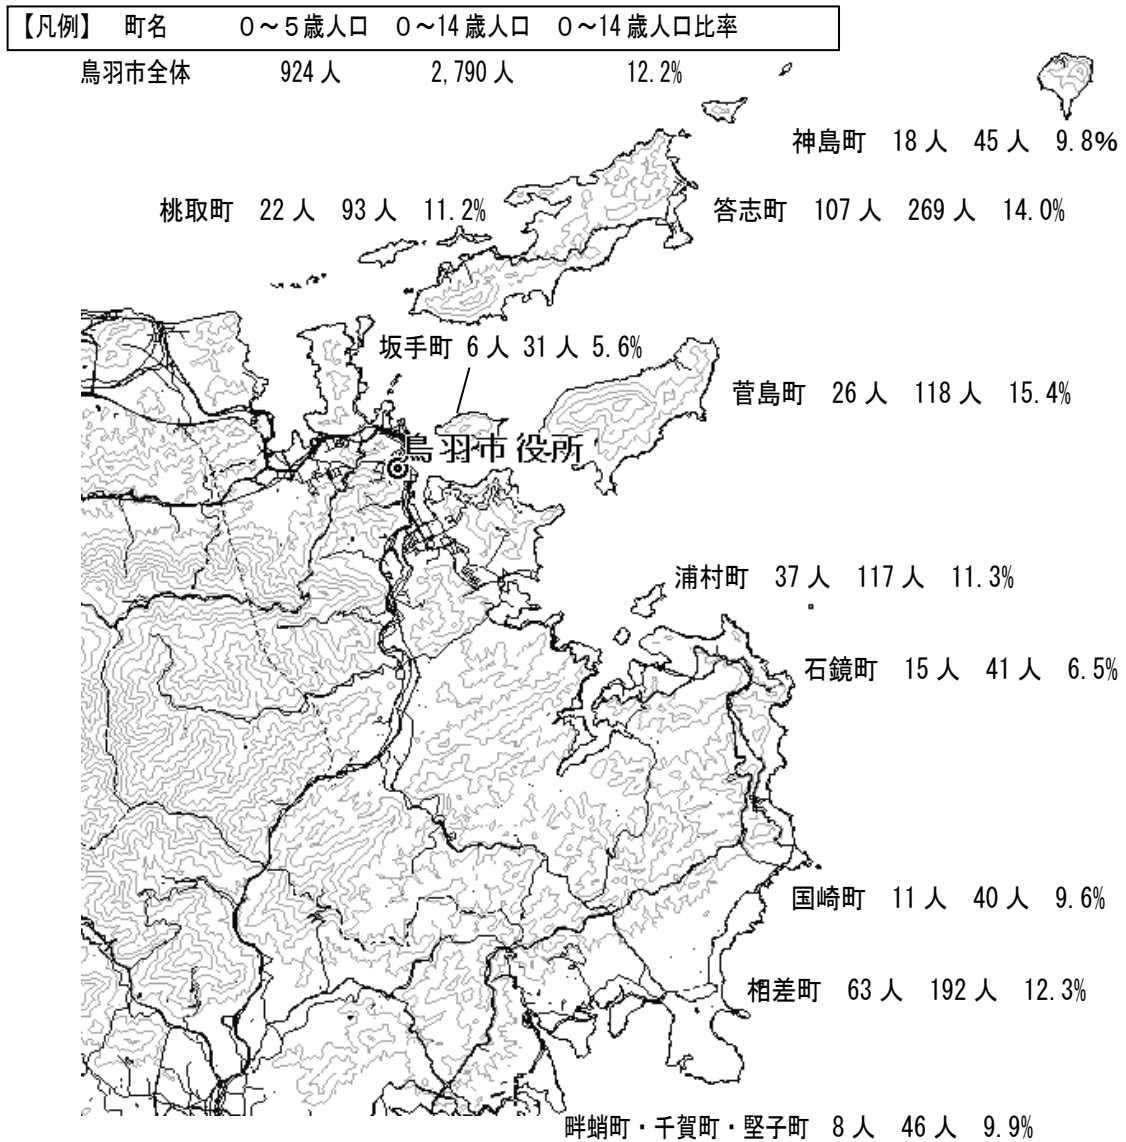 【凡例】 町名 0～5歳人口 0～14歳人口 0～14歳人口比率
鳥羽市全体 924人 2,790人 12.2%
神島町 18人 45人 9.8%
桃取町 22人 93人 11.2%
答志町 107人 269人 14.0%
坂手町 6人 31人 5.6%
菅島町 26人 118人 15.4%
鳥羽市役所
浦村町 37人 117人 11.3%
石鏡町 15人 41人 6.5%
国崎町 11人 40人 9.6%
相差町 63人 192人 12.3%
畔蛸町・千賀町・堅子町 8人 46人 9.9%